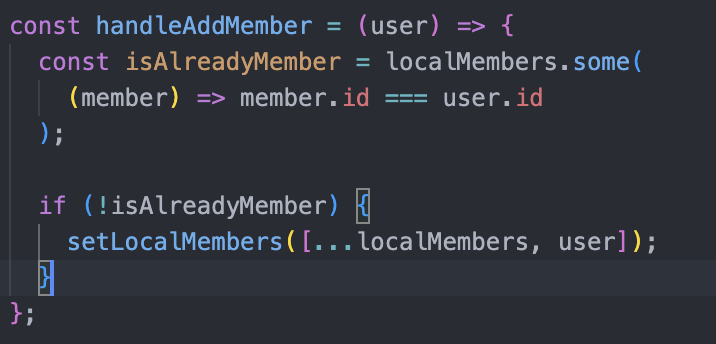 const handleAddMember = (user) => {
  const isAlreadyMember = localMembers.some(
    (member) => member.id === user.id
  );

  if (!isAlreadyMember) {
    setLocalMembers([...localMembers, user]);
  }
};